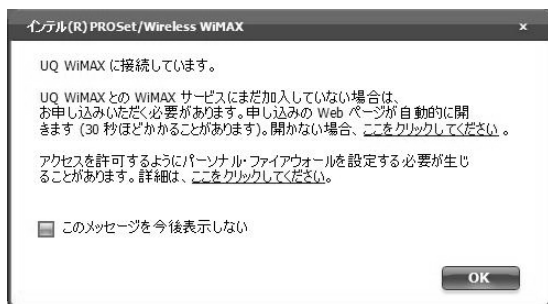 インテル(R) PROSet/Wireless WiMAX
x
UQ WiMAX に接続しています。
UQ WiMAX との WiMAX サービスにまだ加入していない場合は、
お申し込みいただく必要があります。申し込みの Web ページが自動的に開
きます (30 秒ほどかかることがあります)。開かない場合、ここをクリックしてください 。
アクセスを許可するようにパーソナル・ファイアウォールを設定する必要が生じ
ることがあります。詳細は、ここをクリックしてください。
このメッセージを今後表示しない
OK